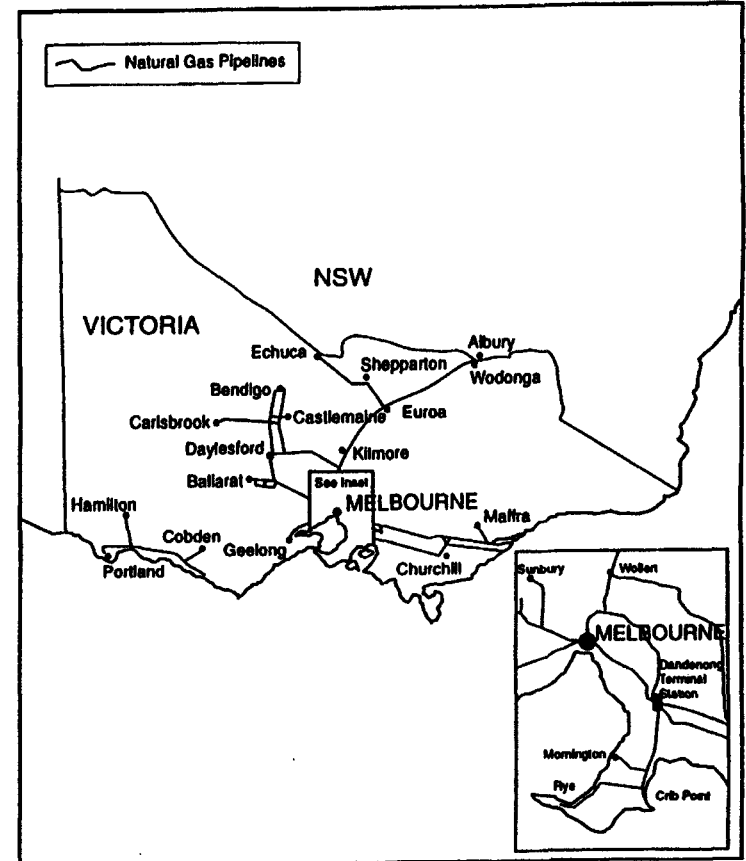 Natural Gas Pipelines
NSW
VICTORIA
Albury
Echuca
Shepparton
Wodonga
Bendigo
Euroa
Castlemaine
Carlsbrook
Daylesford
Kilmore
Ballarat
See Inset
MELBOURNE
Hamilton
Maffra
Cobden
Geelong
Churchill
Portland
Sunbury
Wollert
MELBOURNE
Dandenong
Terminal
Station
Mornington
Rye
Crib Point